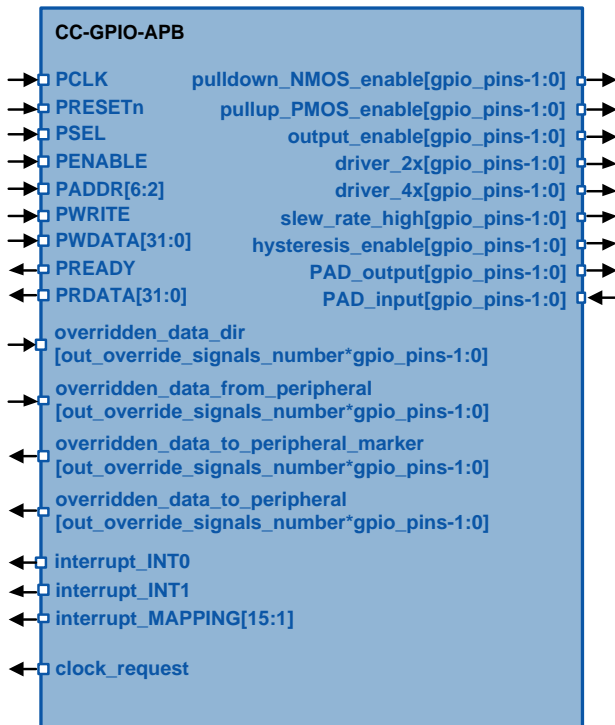 CC-GPIO-APB
PCLK
PRESETn
PSEL
PENABLE
PADDR[6:2]
PWRITE
PWDATA[31:0]
PREADY
PRDATA[31:0]
pulldown_NMOS_enable[gpio_pins-1:0]
pullup_PMOS_enable[gpio_pins-1:0]
output_enable[gpio_pins-1:0]
driver_2x[gpio_pins-1:0]
driver_4x[gpio_pins-1:0]
slew_rate_high[gpio_pins-1:0]
hysteresis_enable[gpio_pins-1:0]
PAD_output[gpio_pins-1:0]
PAD_input[gpio_pins-1:0]
overridden_data_dir
[out_override_signals_number*gpio_pins-1:0]
overridden_data_from_peripheral
[out_override_signals_number*gpio_pins-1:0]
overridden_data_to_peripheral_marker
[out_override_signals_number*gpio_pins-1:0]
overridden_data_to_peripheral
[out_override_signals_number*gpio_pins-1:0]
interrupt_INT0
interrupt_INT1
interrupt_MAPPING[15:1]
clock_request